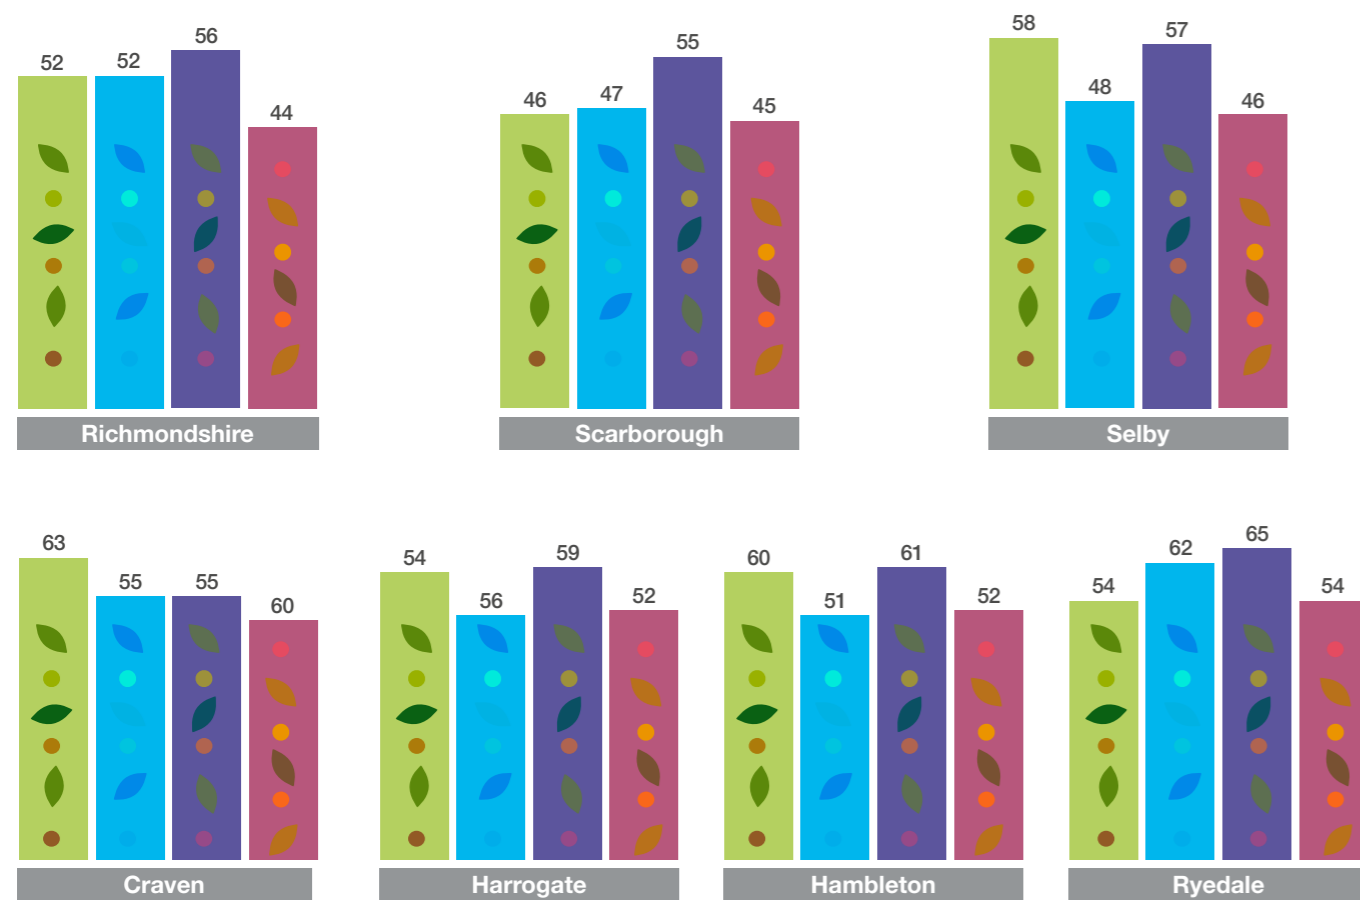 52 52 56 44
Richmondshire
46 47 55 45
Scarborough
58 48 57 46
Selby
63 55 55 60
Craven
54 56 59 52
Harrogate
60 51 61 52
Hambleton
54 62 65 54
Ryedale